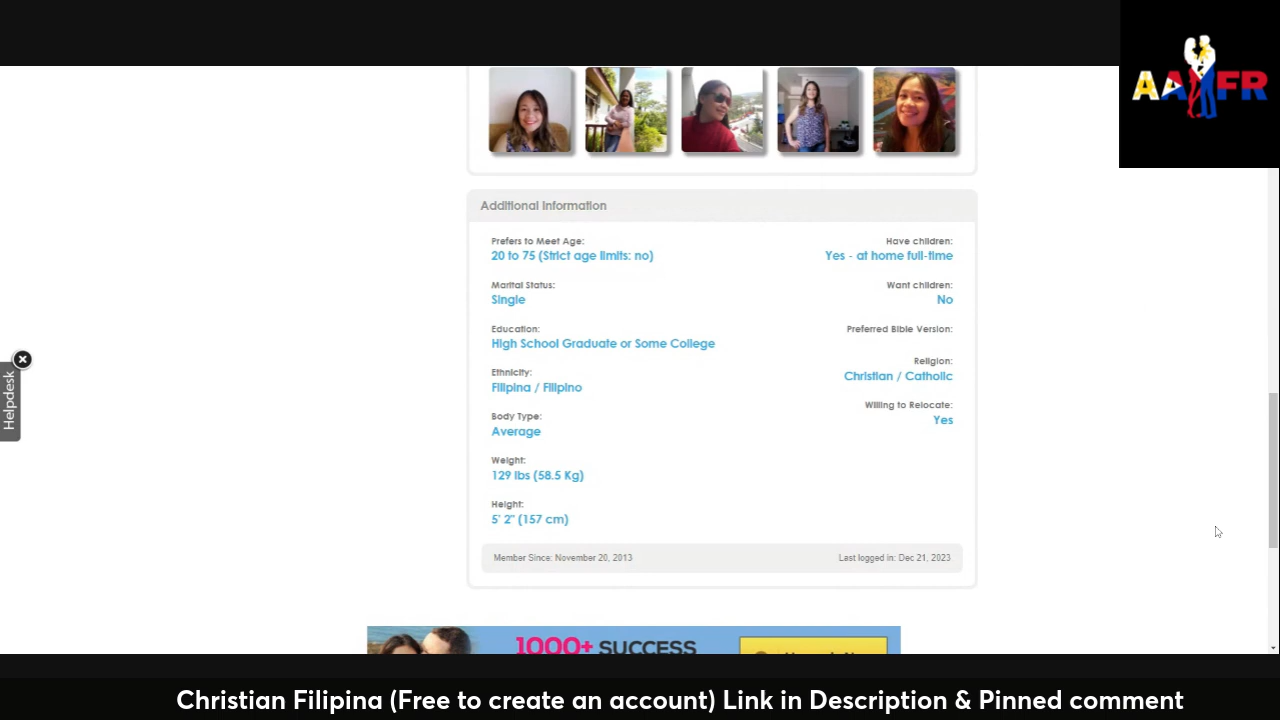 AAFR
Additional Information
Prefers to Meet Age:
20 to 75 (Strict age limits: no)
Have children:
Yes - at home full-time
Marital Status:
Single
Want children:
No
Education:
High School Graduate or Some College
Preferred Bible Version:
Ethnicity:
Filipina / Filipino
Religion:
Christian / Catholic
Body Type:
Average
Willing to Relocate:
Yes
Weight:
129 lbs (58.5 Kg)
Height:
5' 2" (157 cm)
Member Since: November 20, 2013
Last logged in: Dec 21, 2023
Helpdesk
1000+ SUCCESS
Christian Filipina (Free to create an account) Link in Description & Pinned comment